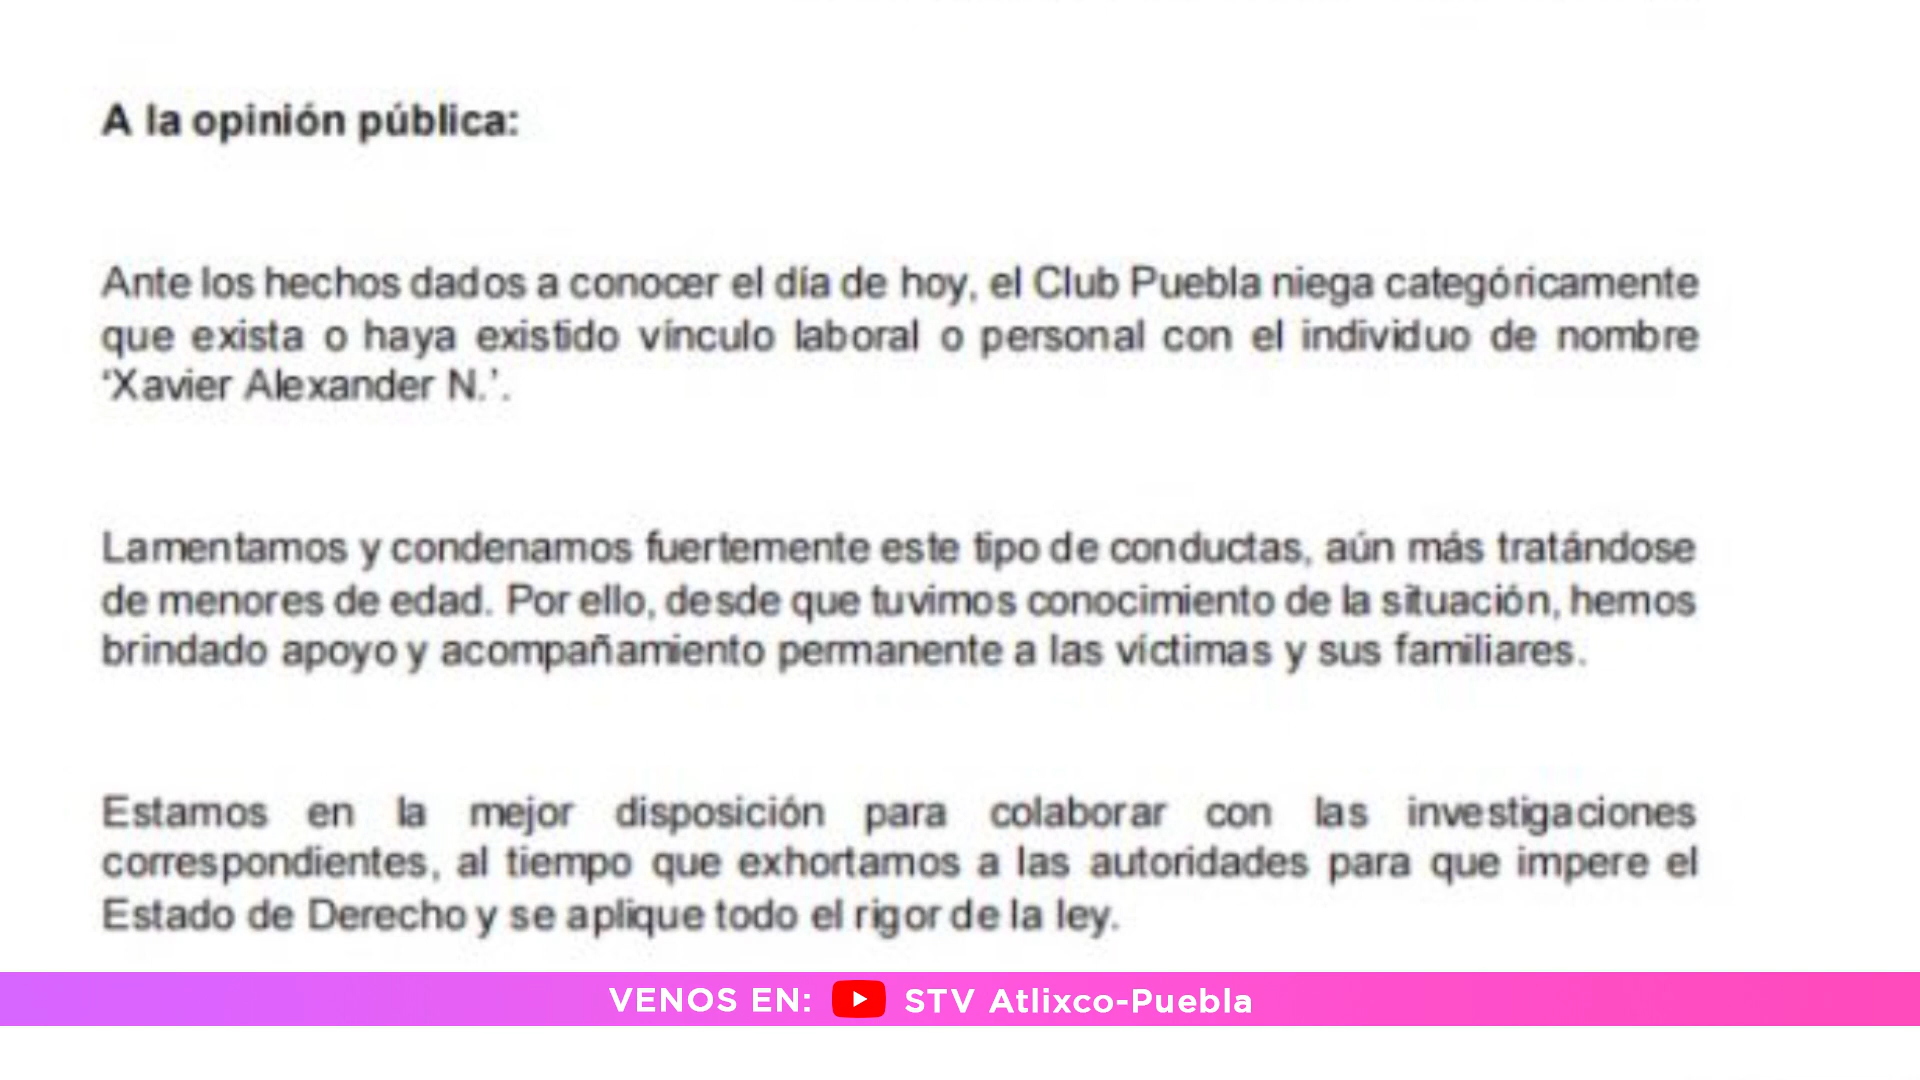 A la opinión pública:
Ante los hechos dados a conocer el día de hoy, el Club Puebla niega categóricamente
que exista o haya existido vínculo laboral o personal con el individuo de nombre
‘Xavier Alexander N.’.
Lamentamos y condenamos fuertemente este tipo de conductas, aún más tratándose
de menores de edad. Por ello, desde que tuvimos conocimiento de la situación, hemos
brindado apoyo y acompañamiento permanente a las víctimas y sus familiares.
Estamos en la mejor disposición para colaborar con las investigaciones
correspondientes, al tiempo que exhortamos a las autoridades para que impere el
Estado de Derecho y se aplique todo el rigor de la ley.
VENOS EN: STV Atlixco-Puebla